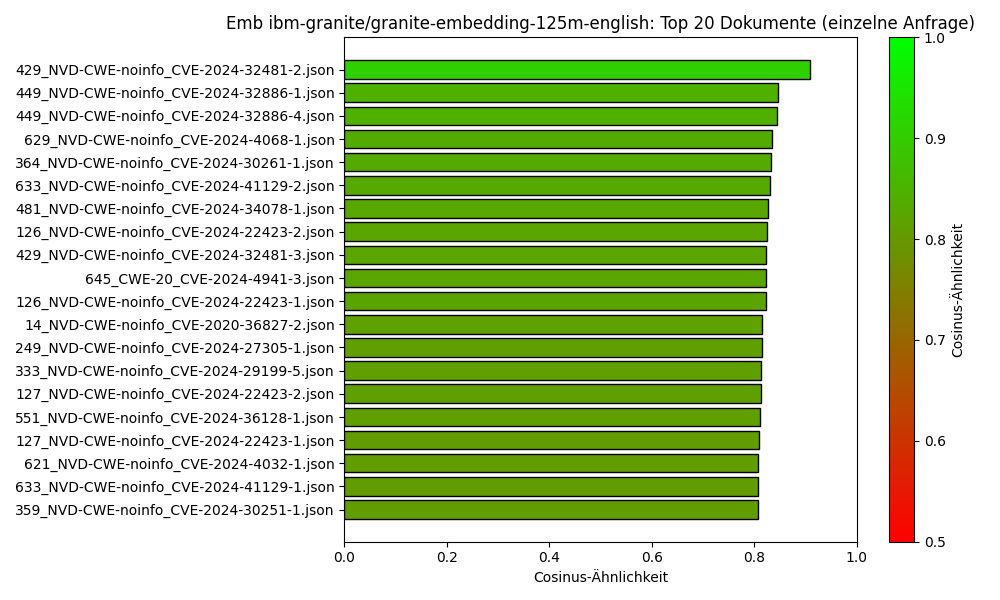 Emb ibm-granite/granite-embedding-125m-english: Top 20 Dokumente (einzelne Anfrage)
429_NVD-CWE-noinfo_CVE-2024-32481-2.json
449_NVD-CWE-noinfo_CVE-2024-32886-1.json
449_NVD-CWE-noinfo_CVE-2024-32886-4.json
629_NVD-CWE-noinfo_CVE-2024-4068-1.json
364_NVD-CWE-noinfo_CVE-2024-30261-1.json
633_NVD-CWE-noinfo_CVE-2024-41129-2.json
481_NVD-CWE-noinfo_CVE-2024-34078-1.json
126_NVD-CWE-noinfo_CVE-2024-22423-2.json
429_NVD-CWE-noinfo_CVE-2024-32481-3.json
645_CWE-20_CVE-2024-4941-3.json
126_NVD-CWE-noinfo_CVE-2024-22423-1.json
14_NVD-CWE-noinfo_CVE-2020-36827-2.json
249_NVD-CWE-noinfo_CVE-2024-27305-1.json
333_NVD-CWE-noinfo_CVE-2024-29199-5.json
127_NVD-CWE-noinfo_CVE-2024-22423-2.json
551_NVD-CWE-noinfo_CVE-2024-36128-1.json
127_NVD-CWE-noinfo_CVE-2024-22423-1.json
621_NVD-CWE-noinfo_CVE-2024-4032-1.json
633_NVD-CWE-noinfo_CVE-2024-41129-1.json
359_NVD-CWE-noinfo_CVE-2024-30251-1.json
0.0 0.2 0.4 0.6 0.8 1.0
Cosinus-Ähnlichkeit
1.0
0.9
0.8
0.7
0.6
0.5
Cosinus-Ähnlichkeit